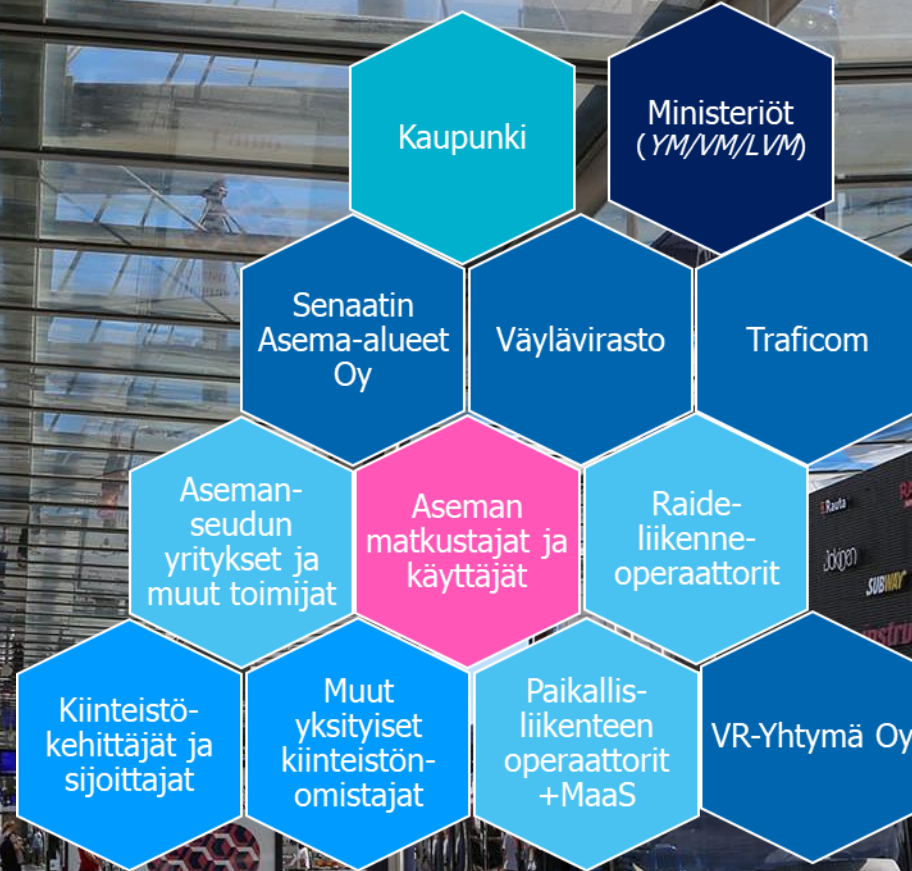 Kaupunki
Ministeriöt
(YM/VM/LVM)
Senaatin
Asema-alueet
Oy
Väylävirasto
Traficom
Aseman-
seudun
yritykset ja
muut toimijat
Aseman
matkustajat ja
käyttäjät
Raide-
liikenne-
operaattorit
Rauta
SUBWAY
Kiinteistö-
kehittäjät ja
sijoittajat
Muut
yksityiset
kiinteistön-
omistajat
Paikallis-
liikenteen
operaattorit
+MaaS
VR-Yhtymä Oy